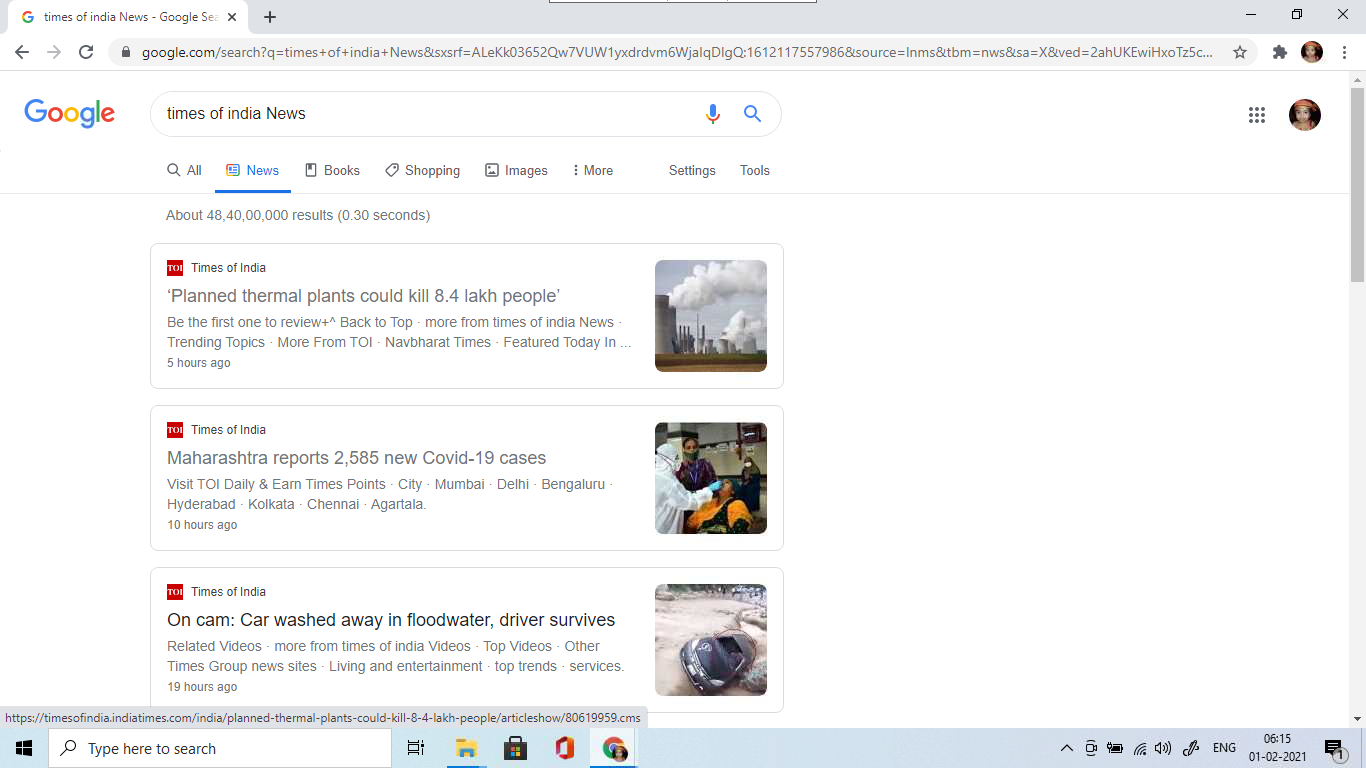 times of india News - Google Sea
google.com/search?q=times+of+india+News&sxsrf=ALeKk03652Qw7VUW1yxdrdvm6WjaIqDIgQ:1612117557986&source=lnms&tbm=nws&sa=X&ved=2ahUKEwiHxoTz5c...
Google
times of india News
All News Books Shopping Images More Settings Tools
About 48,40,00,000 results (0.30 seconds)
TOI Times of India
‘Planned thermal plants could kill 8.4 lakh people’
Be the first one to review+^ Back to Top · more from times of india News ·
Trending Topics · More From TOI · Navbharat Times · Featured Today In ...
5 hours ago
TOI Times of India
Maharashtra reports 2,585 new Covid-19 cases
Visit TOI Daily & Earn Times Points · City · Mumbai · Delhi · Bengaluru ·
Hyderabad · Kolkata · Chennai · Agartala.
10 hours ago
TOI Times of India
On cam: Car washed away in floodwater, driver survives
Related Videos · more from times of india Videos · Top Videos · Other
Times Group news sites · Living and entertainment · top trends · services.
19 hours ago
https://timesofindia.indiatimes.com/india/planned-thermal-plants-could-kill-8-4-lakh-people/articleshow/80619959.cms
Type here to search
ENG
06:15
01-02-2021
1